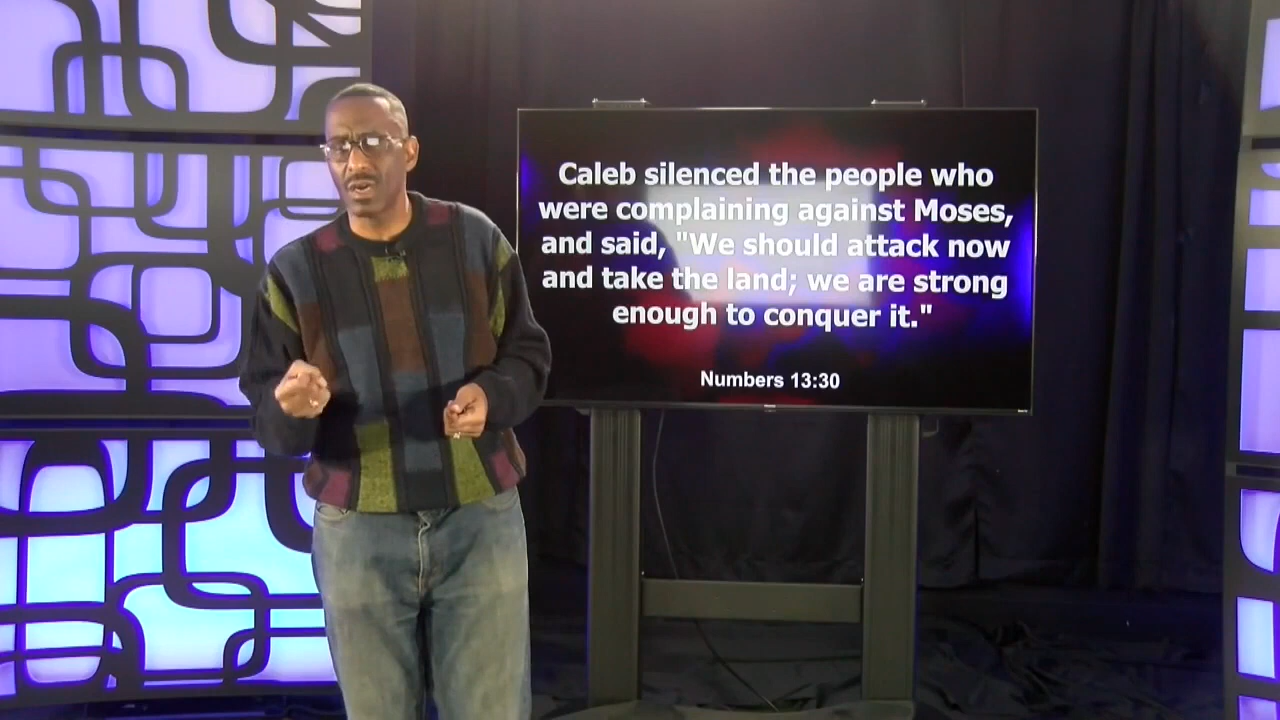 Caleb silenced the people who
were complaining against Moses,
and said, "We should attack now
and take the land; we are strong
enough to conquer it."
Numbers 13:30